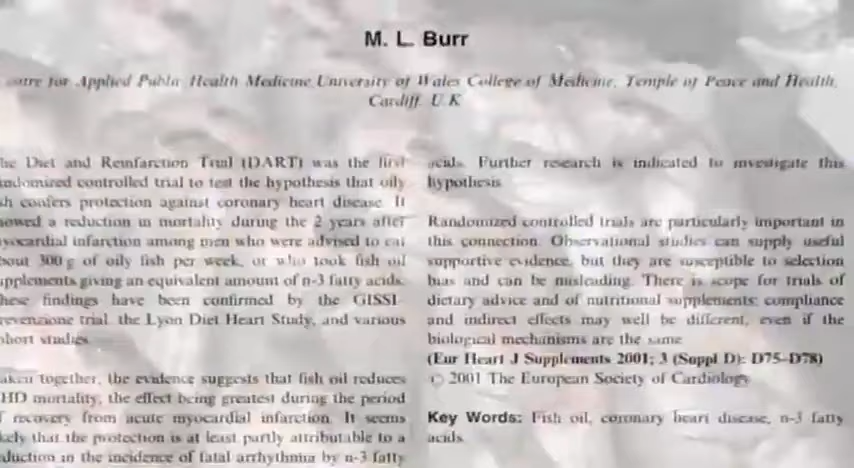 M. L. Burr
entre for Applied Public Health Medicine, University of Wales College of Medicine, Temple of Peace and Health,
Cardiff, U.K
he Diet and Reinfarction Trial (DART) was the first
ndomized controlled trial to test the hypothesis that oily
sh confers protection against coronary heart disease. It
howed a reduction in mortality during the 2 years after
yocardial infarction among men who were advised to eat
bout 300 g of oily fish per week, or who took fish oil
upplements giving an equivalent amount of n-3 fatty acids.
hese findings have been confirmed by the GISSI-
revenzione trial, the Lyon Diet Heart Study, and various
ohort studies
aken together, the evidence suggests that fish oil reduces
HD mortality, the effect being greatest during the period
f recovery from acute myocardial infarction. It seems
kely that the protection is at least partly attributable to a
duction in the incidence of fatal arrhythmia by n-3 fatty
acids. Further research is indicated to investigate this
hypothesis
Randomized controlled trials are particularly important in
this connection. Observational studies can supply useful
supportive evidence, but they are susceptible to selection
bias and can be misleading. There is scope for trials of
dietary advice and of nutritional supplements: compliance
and indirect effects may well be different, even if the
biological mechanisms are the same
(Eur Heart J Supplements 2001; 3 (Suppl D): D75–D78)
© 2001 The European Society of Cardiology
Key Words: Fish oil, coronary heart disease, n-3 fatty
acids